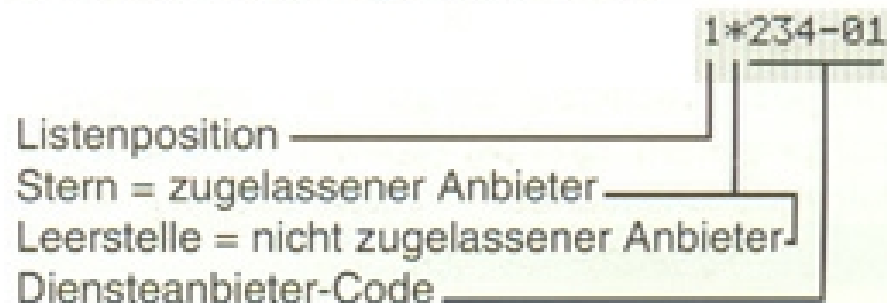 1*234-01
Listenposition
Stern = zugelassener Anbieter
Leerstelle = nicht zugelassener Anbieter
Diensteanbieter-Code